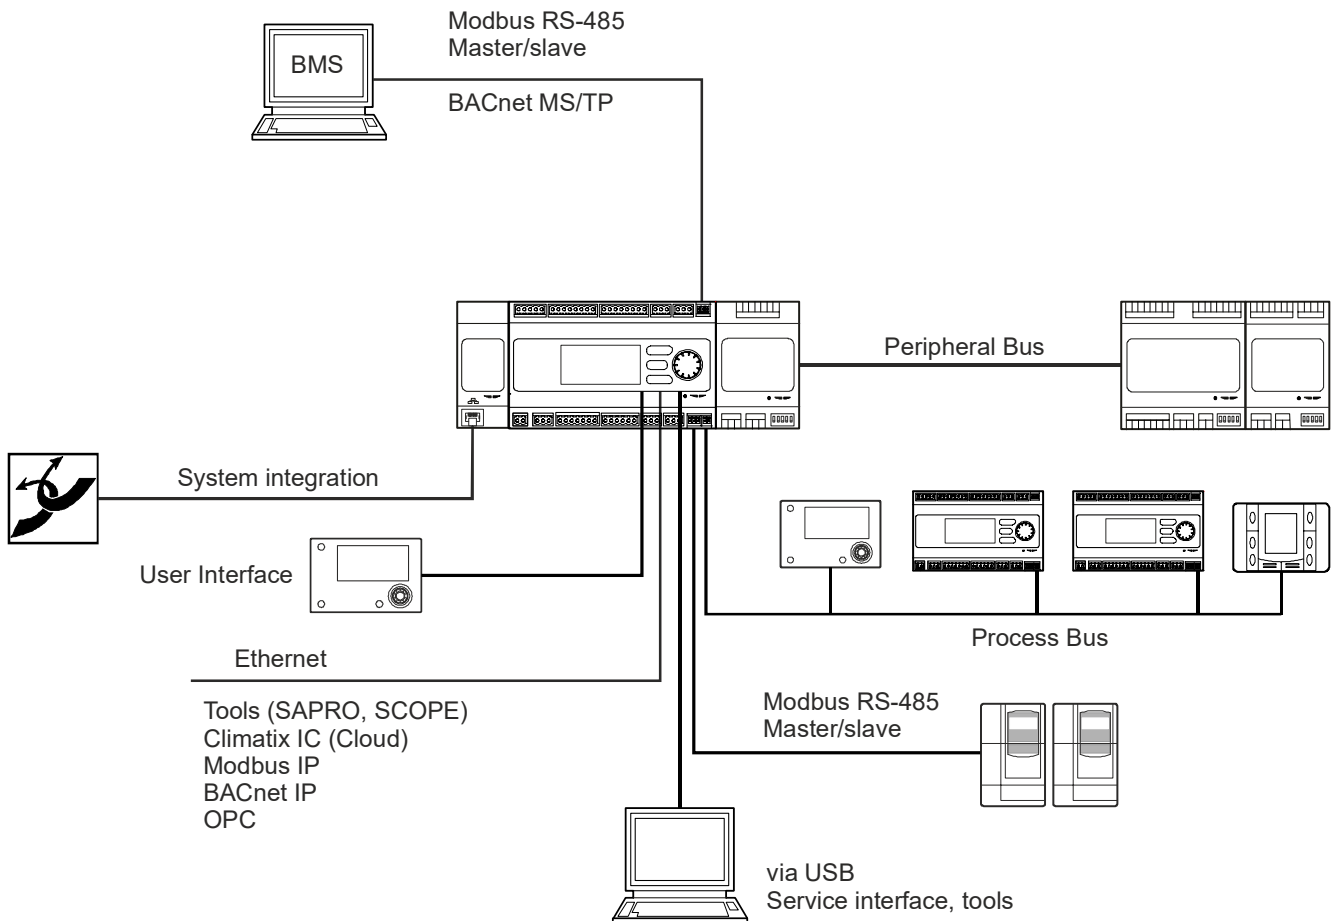 Modbus RS-485
Master/slave
BMS
BACnet MS/TP
Peripheral Bus
System integration
User Interface
Process Bus
Ethernet
Modbus RS-485
Master/slave
Tools (SAPRO, SCOPE)
Climatix IC (Cloud)
Modbus IP
BACnet IP
OPC
via USB
Service interface, tools